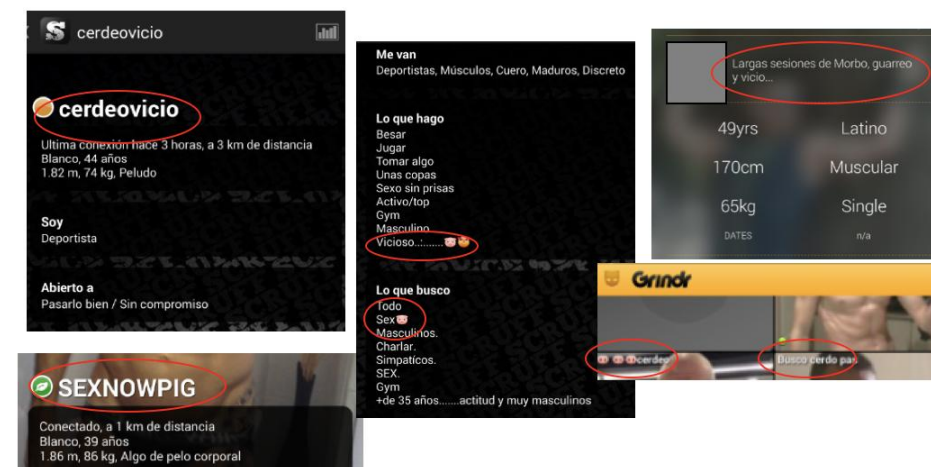 cerdeovicio
cerdeovicio
Ultima conexión hace 3 horas, a 3 km de distancia
Blanco, 44 años
1.82 m, 74 kg, Peludo
Soy
Deportista
Abierto a
Pasarlo bien / Sin compromiso
SEXNOWPIG
Conectado, a 1 km de distancia
Blanco, 39 años
1.86 m, 86 kg, Algo de pelo corporal
Me van
Deportistas, Músculos, Cuero, Maduros, Discreto
Lo que hago
Besar
Jugar
Tomar algo
Unas copas
Sexo sin prisas
Activo/top
Gym
Masculino
Vicioso..:.......🐷😍
Lo que busco
Todo
Sex🐷
Masculinos.
Charlar.
Simpatícos.
SEX.
Gym
+de 35 años.......actitud y muy masculinos
Largas sesiones de Morbo, guarreo
y vicio...
49yrs Latino
170cm Muscular
65kg Single
DATES n/a
Grindr
🐽🐽🐽cerdeo
Busco cerdo pas